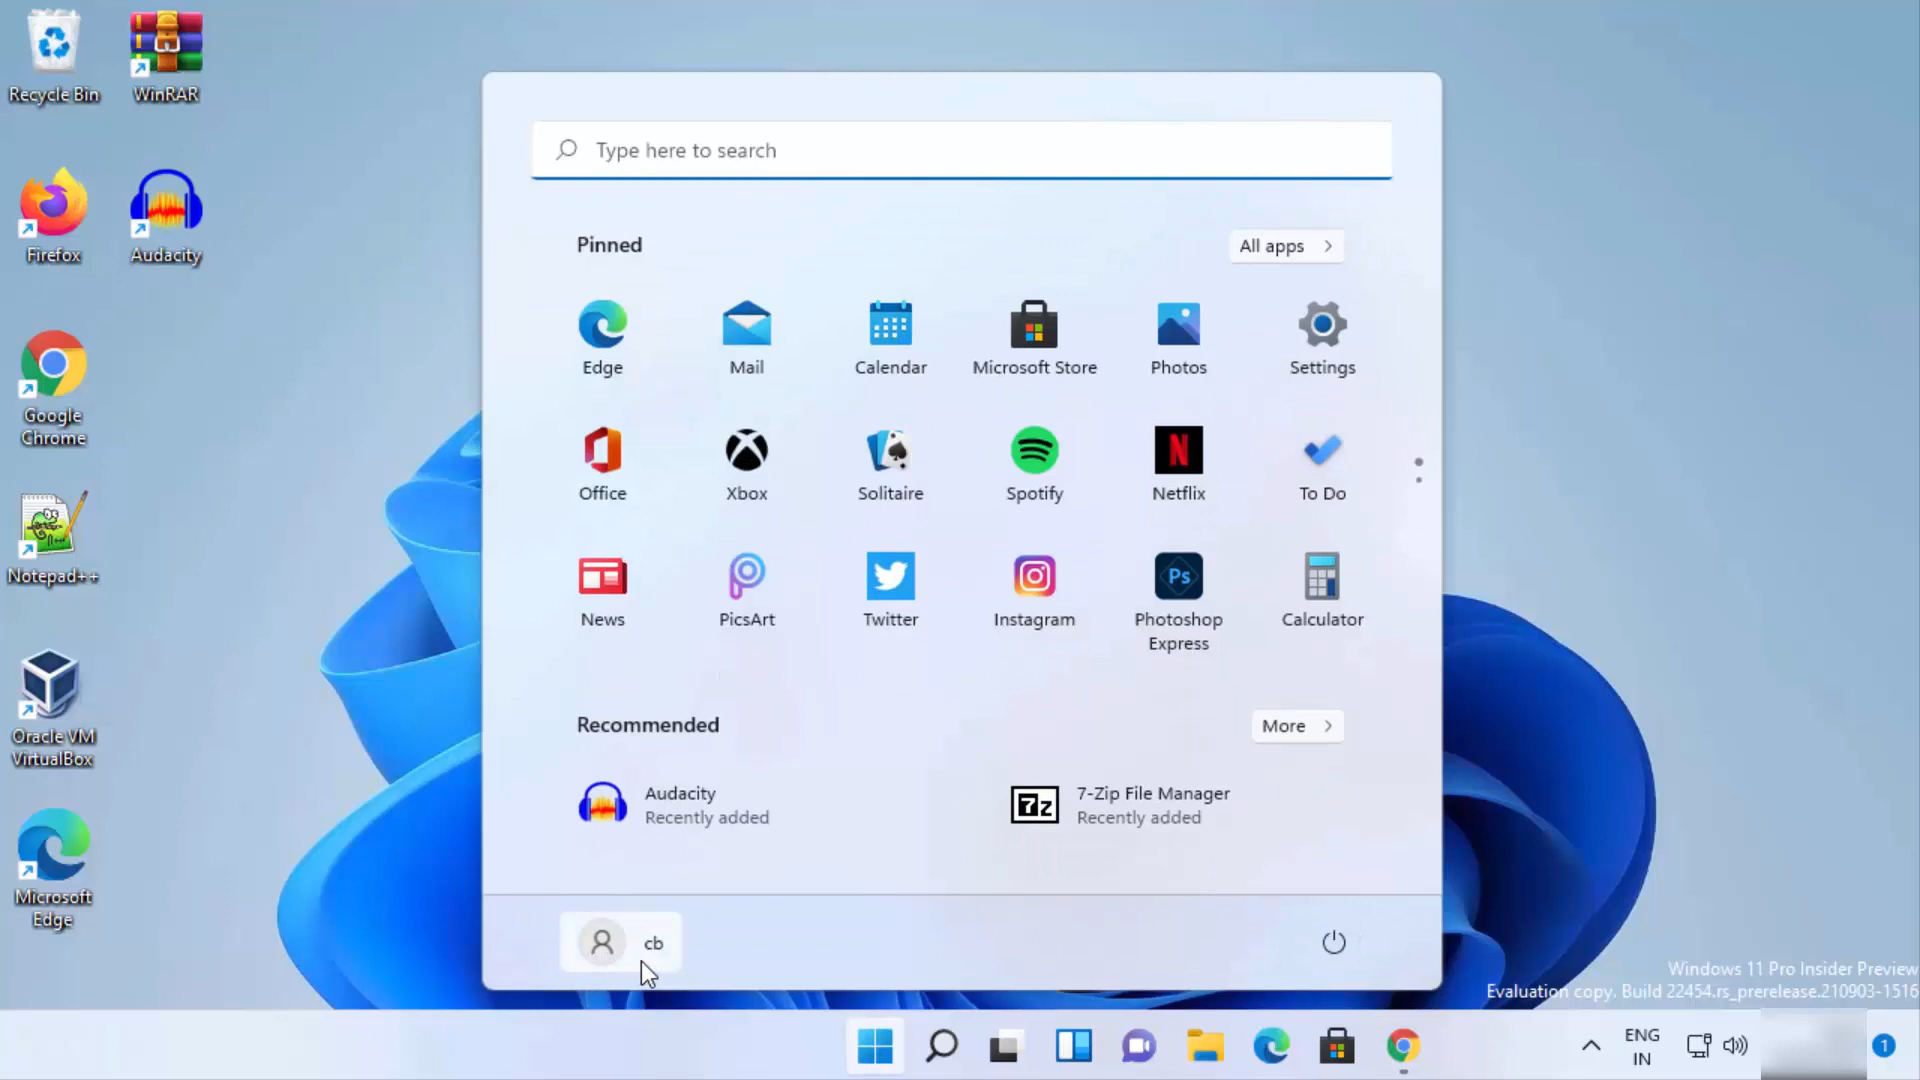 Recycle Bin
WinRAR
Firefox
Audacity
Google
Chrome
Notepad++
Oracle VM
VirtualBox
Microsoft
Edge
Type here to search
Pinned
All apps
Edge
Mail
Calendar
Microsoft Store
Photos
Settings
Office
Xbox
Solitaire
Spotify
N
Netflix
To Do
News
PicsArt
Twitter
Instagram
Ps
Photoshop
Express
Calculator
Recommended
More
Audacity
Recently added
7z
7-Zip File Manager
Recently added
cb
Windows 11 Pro Insider Preview
Evaluation copy. Build 22454.rs_prerelease.210903-1516
ENG
IN
1